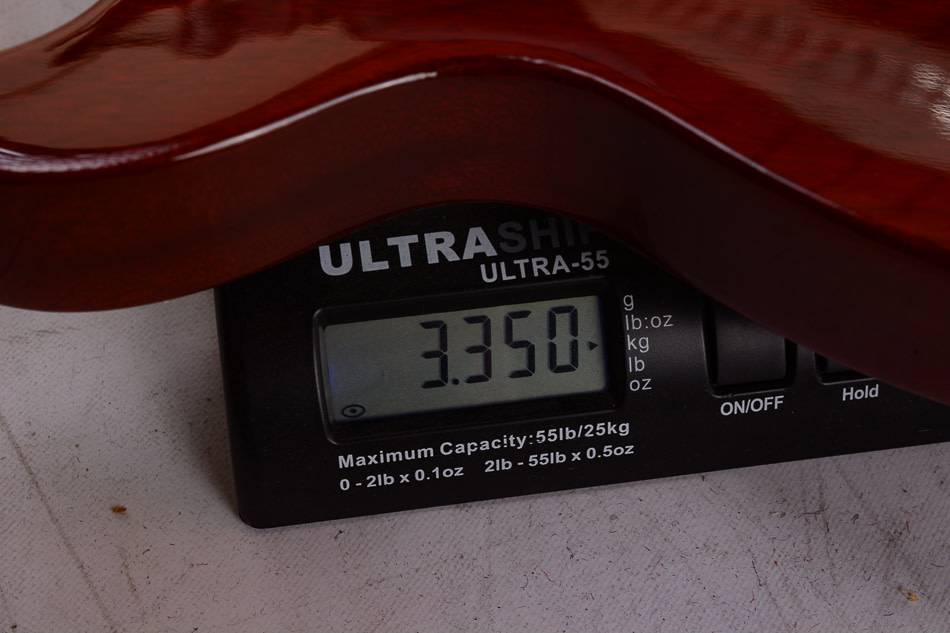 ULTRASHIP
ULTRA-55
3.350
g
lb:oz
kg
lb
oz
ON/OFF
Hold
Maximum Capacity:55lb/25kg
0 - 2lb x 0.1oz 2lb - 55lb x 0.5oz